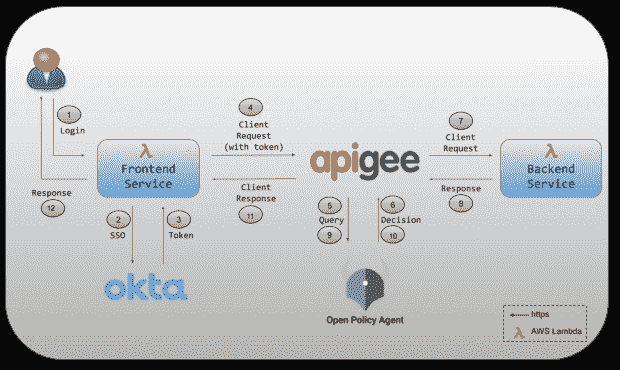 1
Login
4
Client
Request
(with token)
7
Client
Request
λ
Frontend
Service
apigee
λ
Backend
Service
Response
12
Client
Response
11
Response
8
2
SSO
3
Token
5
Query
9
6
Decision
10
okta
Open Policy Agent
https
λ AWS Lambda